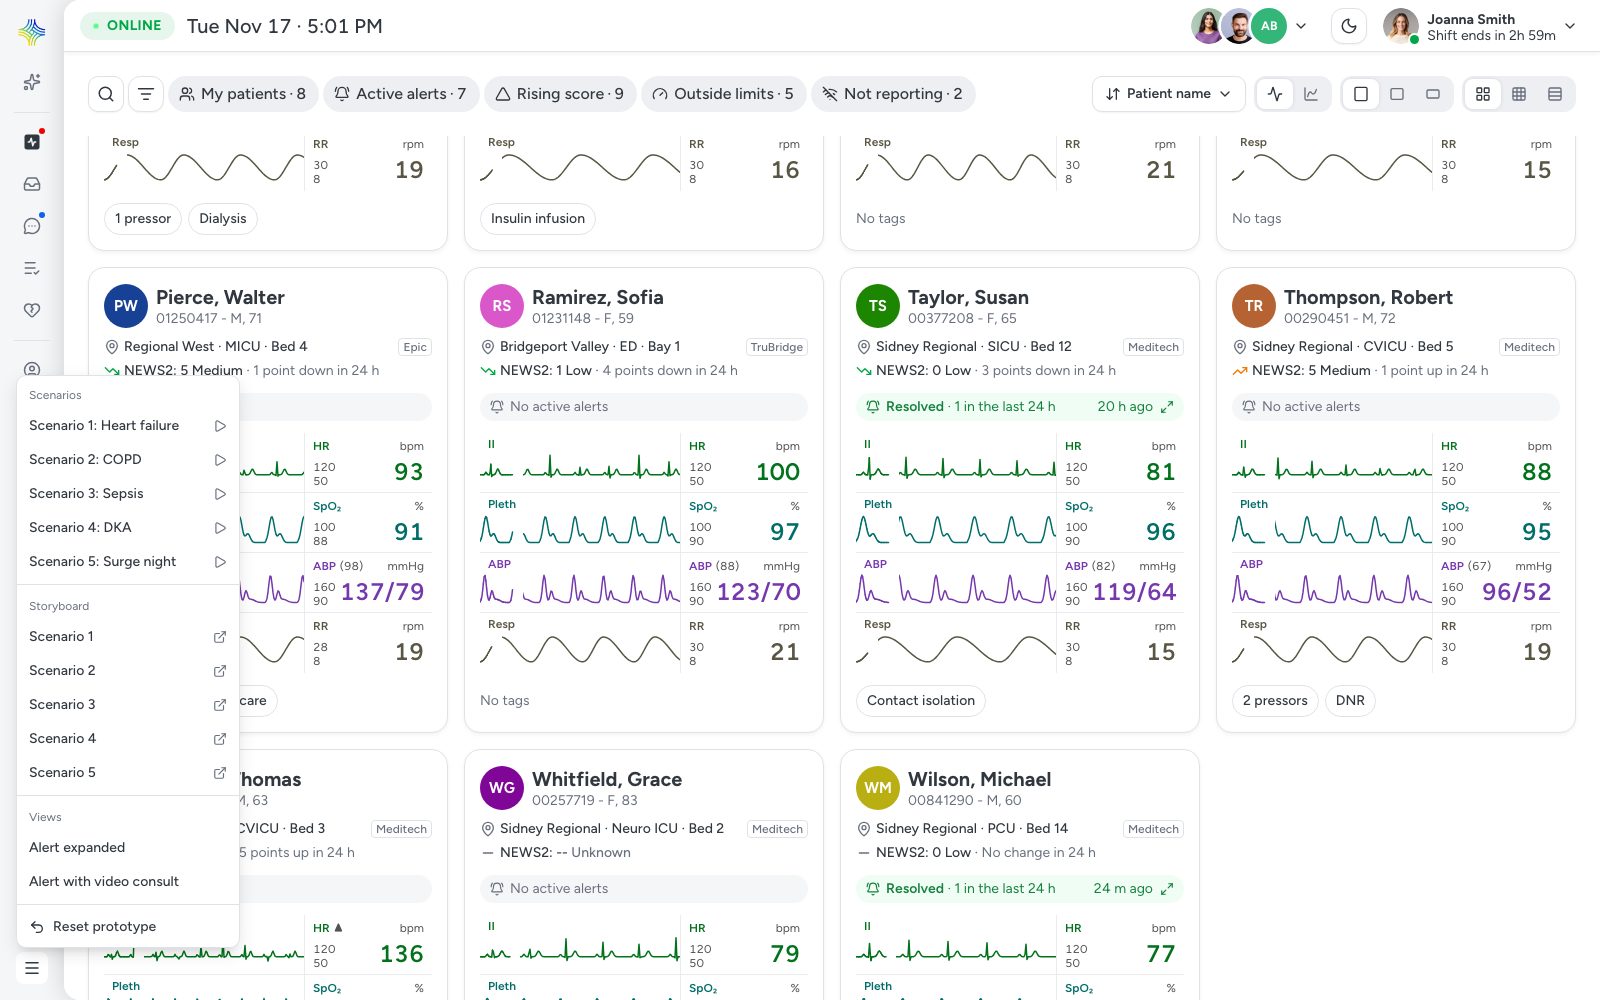 ONLINE
Tue Nov 17 · 5:01 PM
AB
Joanna Smith
Shift ends in 2h 59m
My patients · 8
Active alerts · 7
Rising score · 9
Outside limits · 5
Not reporting · 2
Patient name
Resp
RR
rpm
30
8
19
1 pressor
Dialysis
Resp
RR
rpm
30
8
16
Insulin infusion
Resp
RR
rpm
30
8
21
No tags
Resp
RR
rpm
30
8
15
No tags
PW
Pierce, Walter
01250417 - M, 71
Regional West · MICU · Bed 4
Epic
NEWS2: 5 Medium · 1 point down in 24 h
HR
bpm
120
50
93
SpO₂
%
100
88
91
ABP (98)
mmHg
160
90
137/79
RR
rpm
28
8
19
care
RS
Ramirez, Sofia
01231148 - F, 59
Bridgeport Valley · ED · Bay 1
TruBridge
NEWS2: 1 Low · 4 points down in 24 h
No active alerts
II
HR
bpm
120
50
100
Pleth
SpO₂
%
100
90
97
ABP
ABP (88)
mmHg
160
90
123/70
Resp
RR
rpm
30
8
21
No tags
TS
Taylor, Susan
00377208 - F, 65
Sidney Regional · SICU · Bed 12
Meditech
NEWS2: 0 Low · 3 points down in 24 h
Resolved · 1 in the last 24 h
20 h ago
II
HR
bpm
120
50
81
Pleth
SpO₂
%
100
90
96
ABP
ABP (82)
mmHg
160
90
119/64
Resp
RR
rpm
30
8
15
Contact isolation
TR
Thompson, Robert
00290451 - M, 72
Sidney Regional · CVICU · Bed 5
Meditech
NEWS2: 5 Medium · 1 point up in 24 h
No active alerts
II
HR
bpm
120
50
88
Pleth
SpO₂
%
100
90
95
ABP
ABP (67)
mmHg
160
90
96/52
Resp
RR
rpm
30
8
19
2 pressors
DNR
Scenarios
Scenario 1: Heart failure
Scenario 2: COPD
Scenario 3: Sepsis
Scenario 4: DKA
Scenario 5: Surge night
Storyboard
Scenario 1
Scenario 2
Scenario 3
Scenario 4
Scenario 5
Views
Alert expanded
Alert with video consult
Reset prototype
homas
M, 63
CVICU · Bed 3
Meditech
5 points up in 24 h
HR
bpm
120
50
136
Pleth
SpO₂
%
WG
Whitfield, Grace
00257719 - F, 83
Sidney Regional · Neuro ICU · Bed 2
Meditech
NEWS2: -- Unknown
No active alerts
II
HR
bpm
120
50
79
Pleth
SpO₂
%
WM
Wilson, Michael
00841290 - M, 60
Sidney Regional · PCU · Bed 14
Meditech
NEWS2: 0 Low · No change in 24 h
Resolved · 1 in the last 24 h
24 m ago
II
HR
bpm
120
50
77
Pleth
SpO₂
%